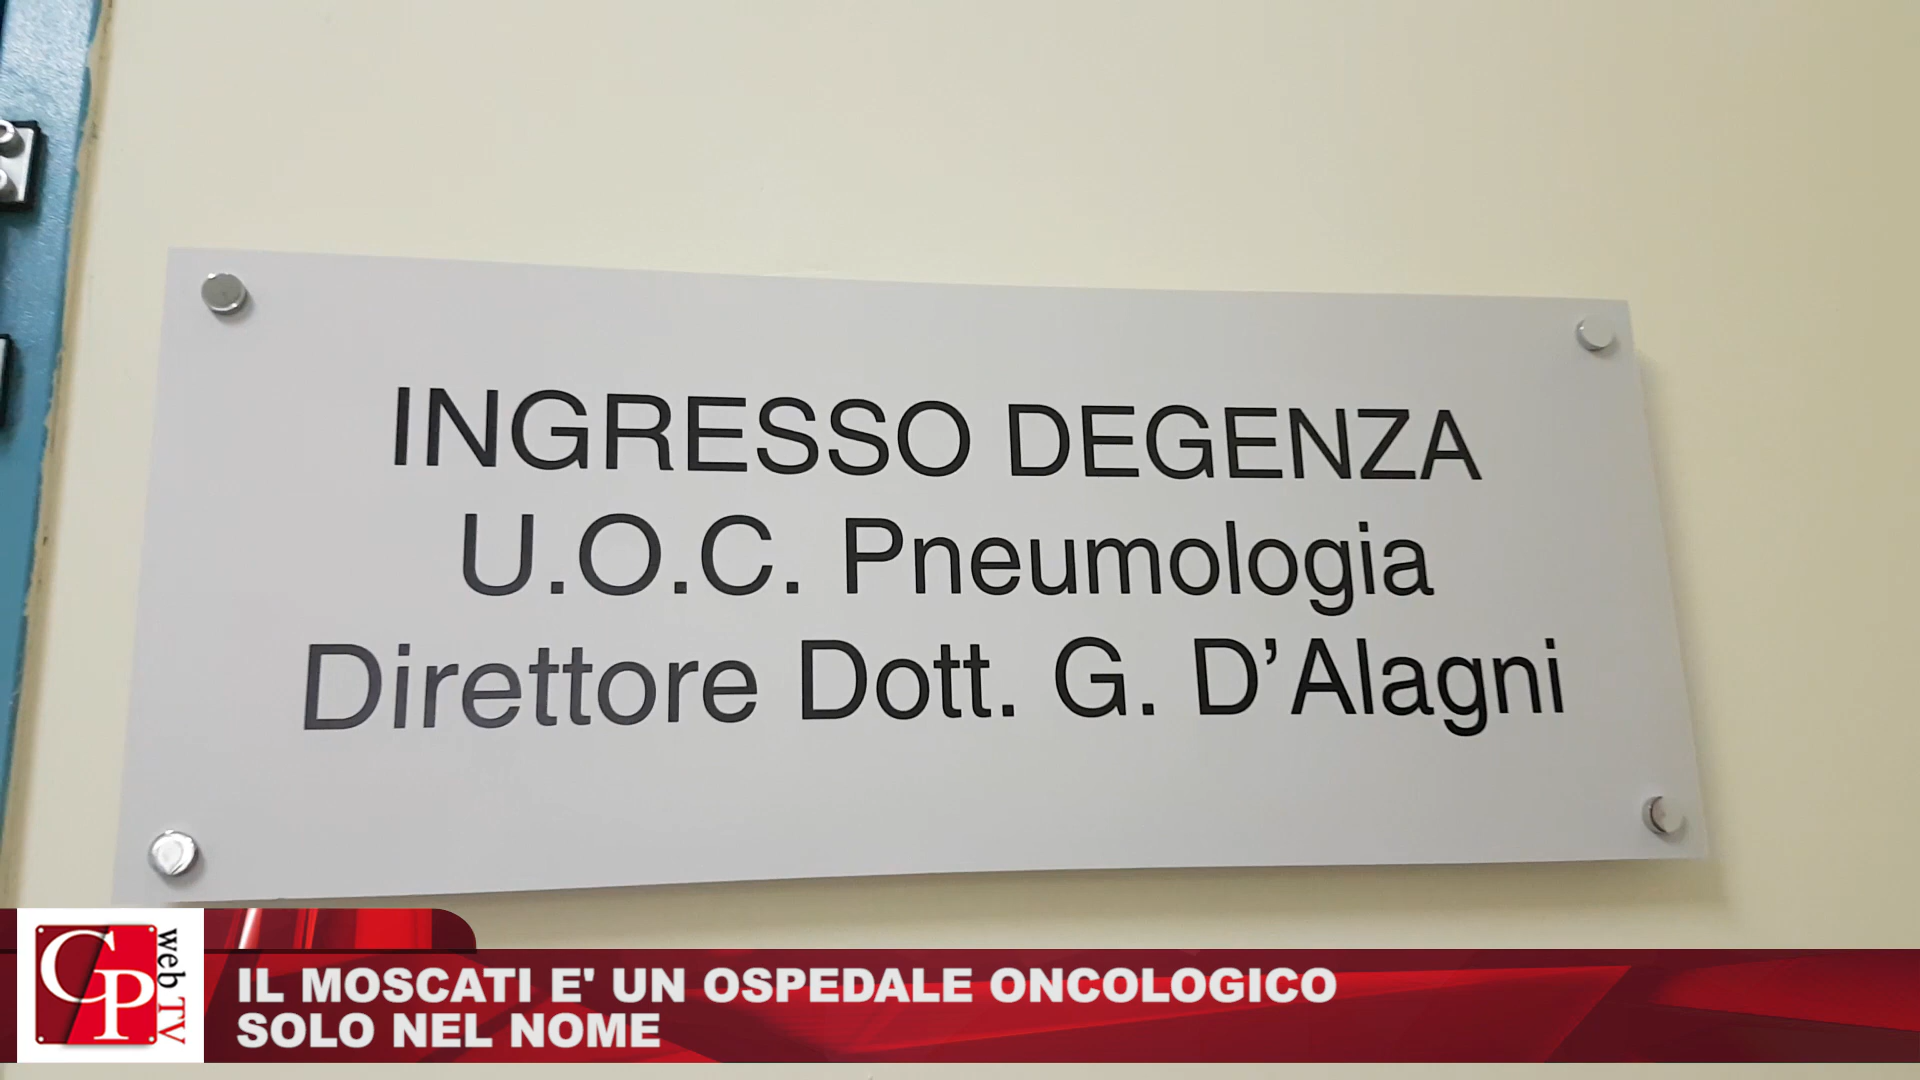 INGRESSO DEGENZA
U.O.C. Pneumologia
Direttore Dott. G. D'Alagni
CP
web TV
IL MOSCATI E' UN OSPEDALE ONCOLOGICO
SOLO NEL NOME